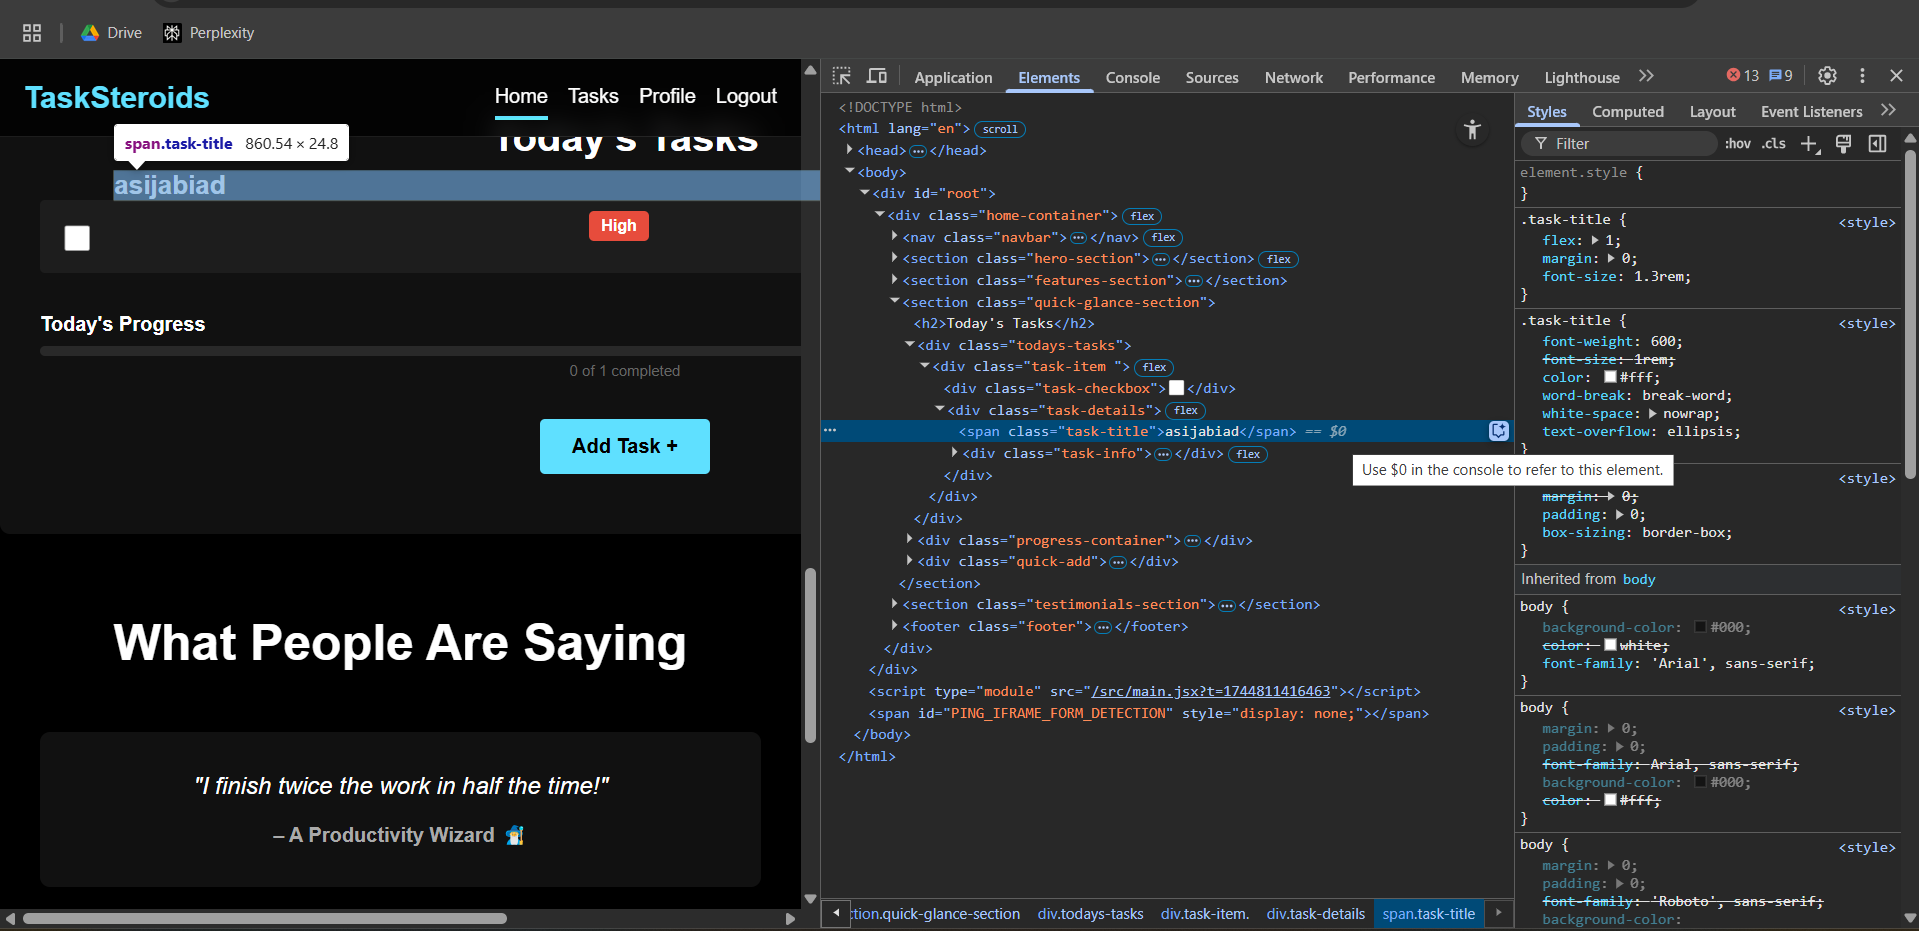 Drive
Perplexity
TaskSteroids
Home Tasks Profile Logout
Today's Tasks
span.task-title 860.54 × 24.8
asijabiad
High
Today's Progress
0 of 1 completed
Add Task +
What People Are Saying
"I finish twice the work in half the time!"
– A Productivity Wizard
Application Elements Console Sources Network Performance Memory Lighthouse 13 9
<!DOCTYPE html>
<html lang="en"> scroll
<head> ⋯ </head>
<body>
<div id="root">
<div class="home-container"> flex
<nav class="navbar"> ⋯ </nav> flex
<section class="hero-section"> ⋯ </section> flex
<section class="features-section"> ⋯ </section>
<section class="quick-glance-section">
<h2>Today's Tasks</h2>
<div class="todays-tasks">
<div class="task-item "> flex
<div class="task-checkbox"> </div>
<div class="task-details"> flex
<span class="task-title">asijabiad</span> == $0
<div class="task-info"> ⋯ </div> flex
</div>
</div>
</div>
<div class="progress-container"> ⋯ </div>
<div class="quick-add"> ⋯ </div>
</section>
<section class="testimonials-section"> ⋯ </section>
<footer class="footer"> ⋯ </footer>
</div>
</div>
<script type="module" src="/src/main.jsx?t=1744811416463"></script>
<span id="PING_IFRAME_FORM_DETECTION" style="display: none;"></span>
</body>
</html>
Use $0 in the console to refer to this element.
ction.quick-glance-section div.todays-tasks div.task-item. div.task-details span.task-title
Styles Computed Layout Event Listeners
Filter :hov .cls
element.style {
}
.task-title { <style>
flex: 1;
margin: 0;
font-size: 1.3rem;
}
.task-title { <style>
font-weight: 600;
font-size: 1rem;
color: #fff;
word-break: break-word;
white-space: nowrap;
text-overflow: ellipsis;
}
<style>
margin: 0;
padding: 0;
box-sizing: border-box;
}
Inherited from body
body { <style>
background-color: #000;
color: white;
font-family: 'Arial', sans-serif;
}
body { <style>
margin: 0;
padding: 0;
font-family: Arial, sans-serif;
background-color: #000;
color: #fff;
}
body { <style>
margin: 0;
padding: 0;
font-family: 'Roboto', sans-serif;
background-color: